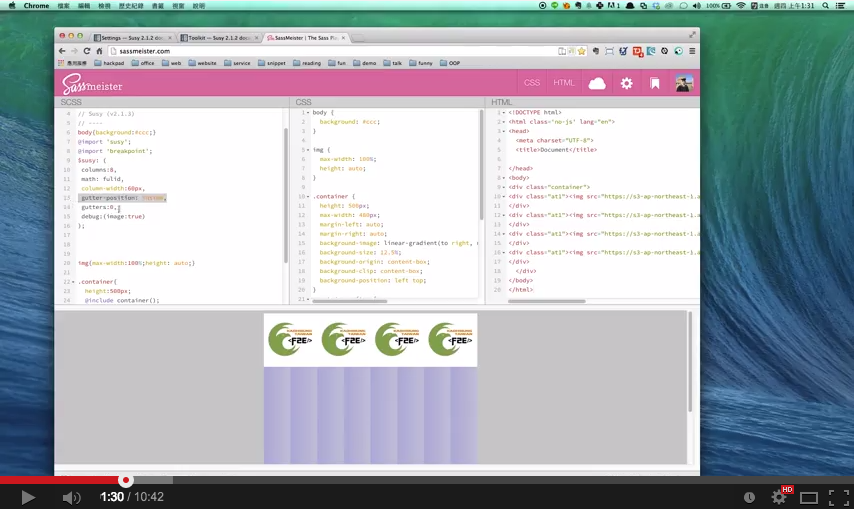 Chrome 檔案 編輯 檢視 歷史紀錄 書籤 視窗 說明
100% 週四 上午1:31
Settings — Susy 2.1.2 docum
Toolkit — Susy 2.1.2 docum
SassMeister | The Sass Pla
sassmeister.com
應用服務 hackpad office web website service snippet reading fun demo talk funny OOP
Sassmeister
CSS HTML
SCSS
4 // Susy (v2.1.3)
5 // ----
6 body{background:#ccc;}
7 @import 'susy';
8 @import 'breakpoint';
9 $susy: (
10 columns:8,
11 math: fulid,
12 column-width:60px,
13 gutter-position:
14 gutters:0,
15 debug:(image:true)
16 );
17
18
19
20 img{max-width:100%;height: auto;}
21
22 .container{
23 height:500px;
24 @include container();
CSS
1 body {
2 background: #ccc;
3 }
4
5 img {
6 max-width: 100%;
7 height: auto;
8 }
9
10 .container {
11 height: 500px;
12 max-width: 480px;
13 margin-left: auto;
14 margin-right: auto;
15 background-image: linear-gradient(to right,
16 background-size: 12.5%;
17 background-origin: content-box;
18 background-clip: content-box;
19 background-position: left top;
20 }
21
HTML
1 <!DOCTYPE html>
2 <html class='no-js' lang='en">
3 <head>
4 <meta charset="UTF-8">
5 <title>Document</title>
6
7 </head>
8 <body>
9 <div class="container">
10 <div class="at1"><img src="https://s3-ap-northeast-1.a
11 </div>
12 <div class="at1"><img src="https://s3-ap-northeast-1.a
13 </div>
14 <div class="at1"><img src="https://s3-ap-northeast-1.a
15 </div>
16 <div class="at1"><img src="https://s3-ap-northeast-1.a
17 </div>
18 </div>
19 </body>
20 </html>
KAOHSIUNG TAIWAN <F2E/>
KAOHSIUNG TAIWAN <F2E/>
KAOHSIUNG TAIWAN <F2E/>
KAOHSIUNG TAIWAN <F2E/>
1:30 / 10:42
HD